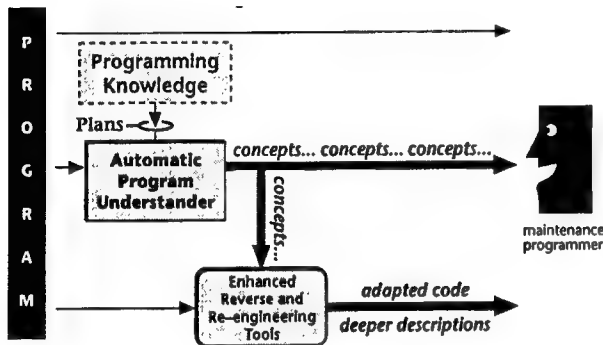 PROGRAM
Programming
Knowledge
Plans
Automatic
Program
Understander
concepts... concepts... concepts...
concepts...
Enhanced
Reverse and
Re-engineering
Tools
adapted code
deeper descriptions
maintenance
programmer